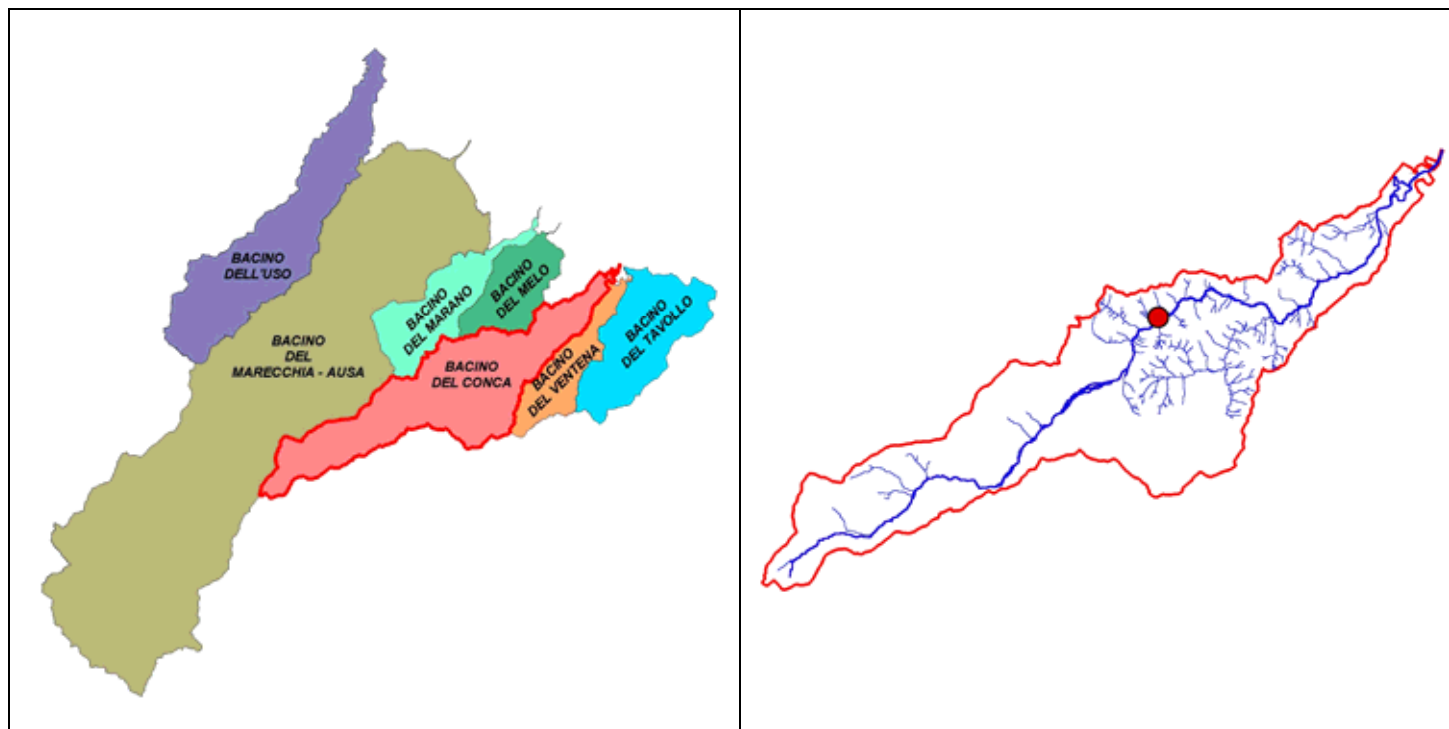 BACINO
DELL'USO
BACINO
DEL
MARECCHIA - AUSA
BACINO
DEL MARANO
BACINO
DEL MELO
BACINO
DEL CONCA
BACINO
DEL VENTENA
BACINO
DEL TAVOLLO